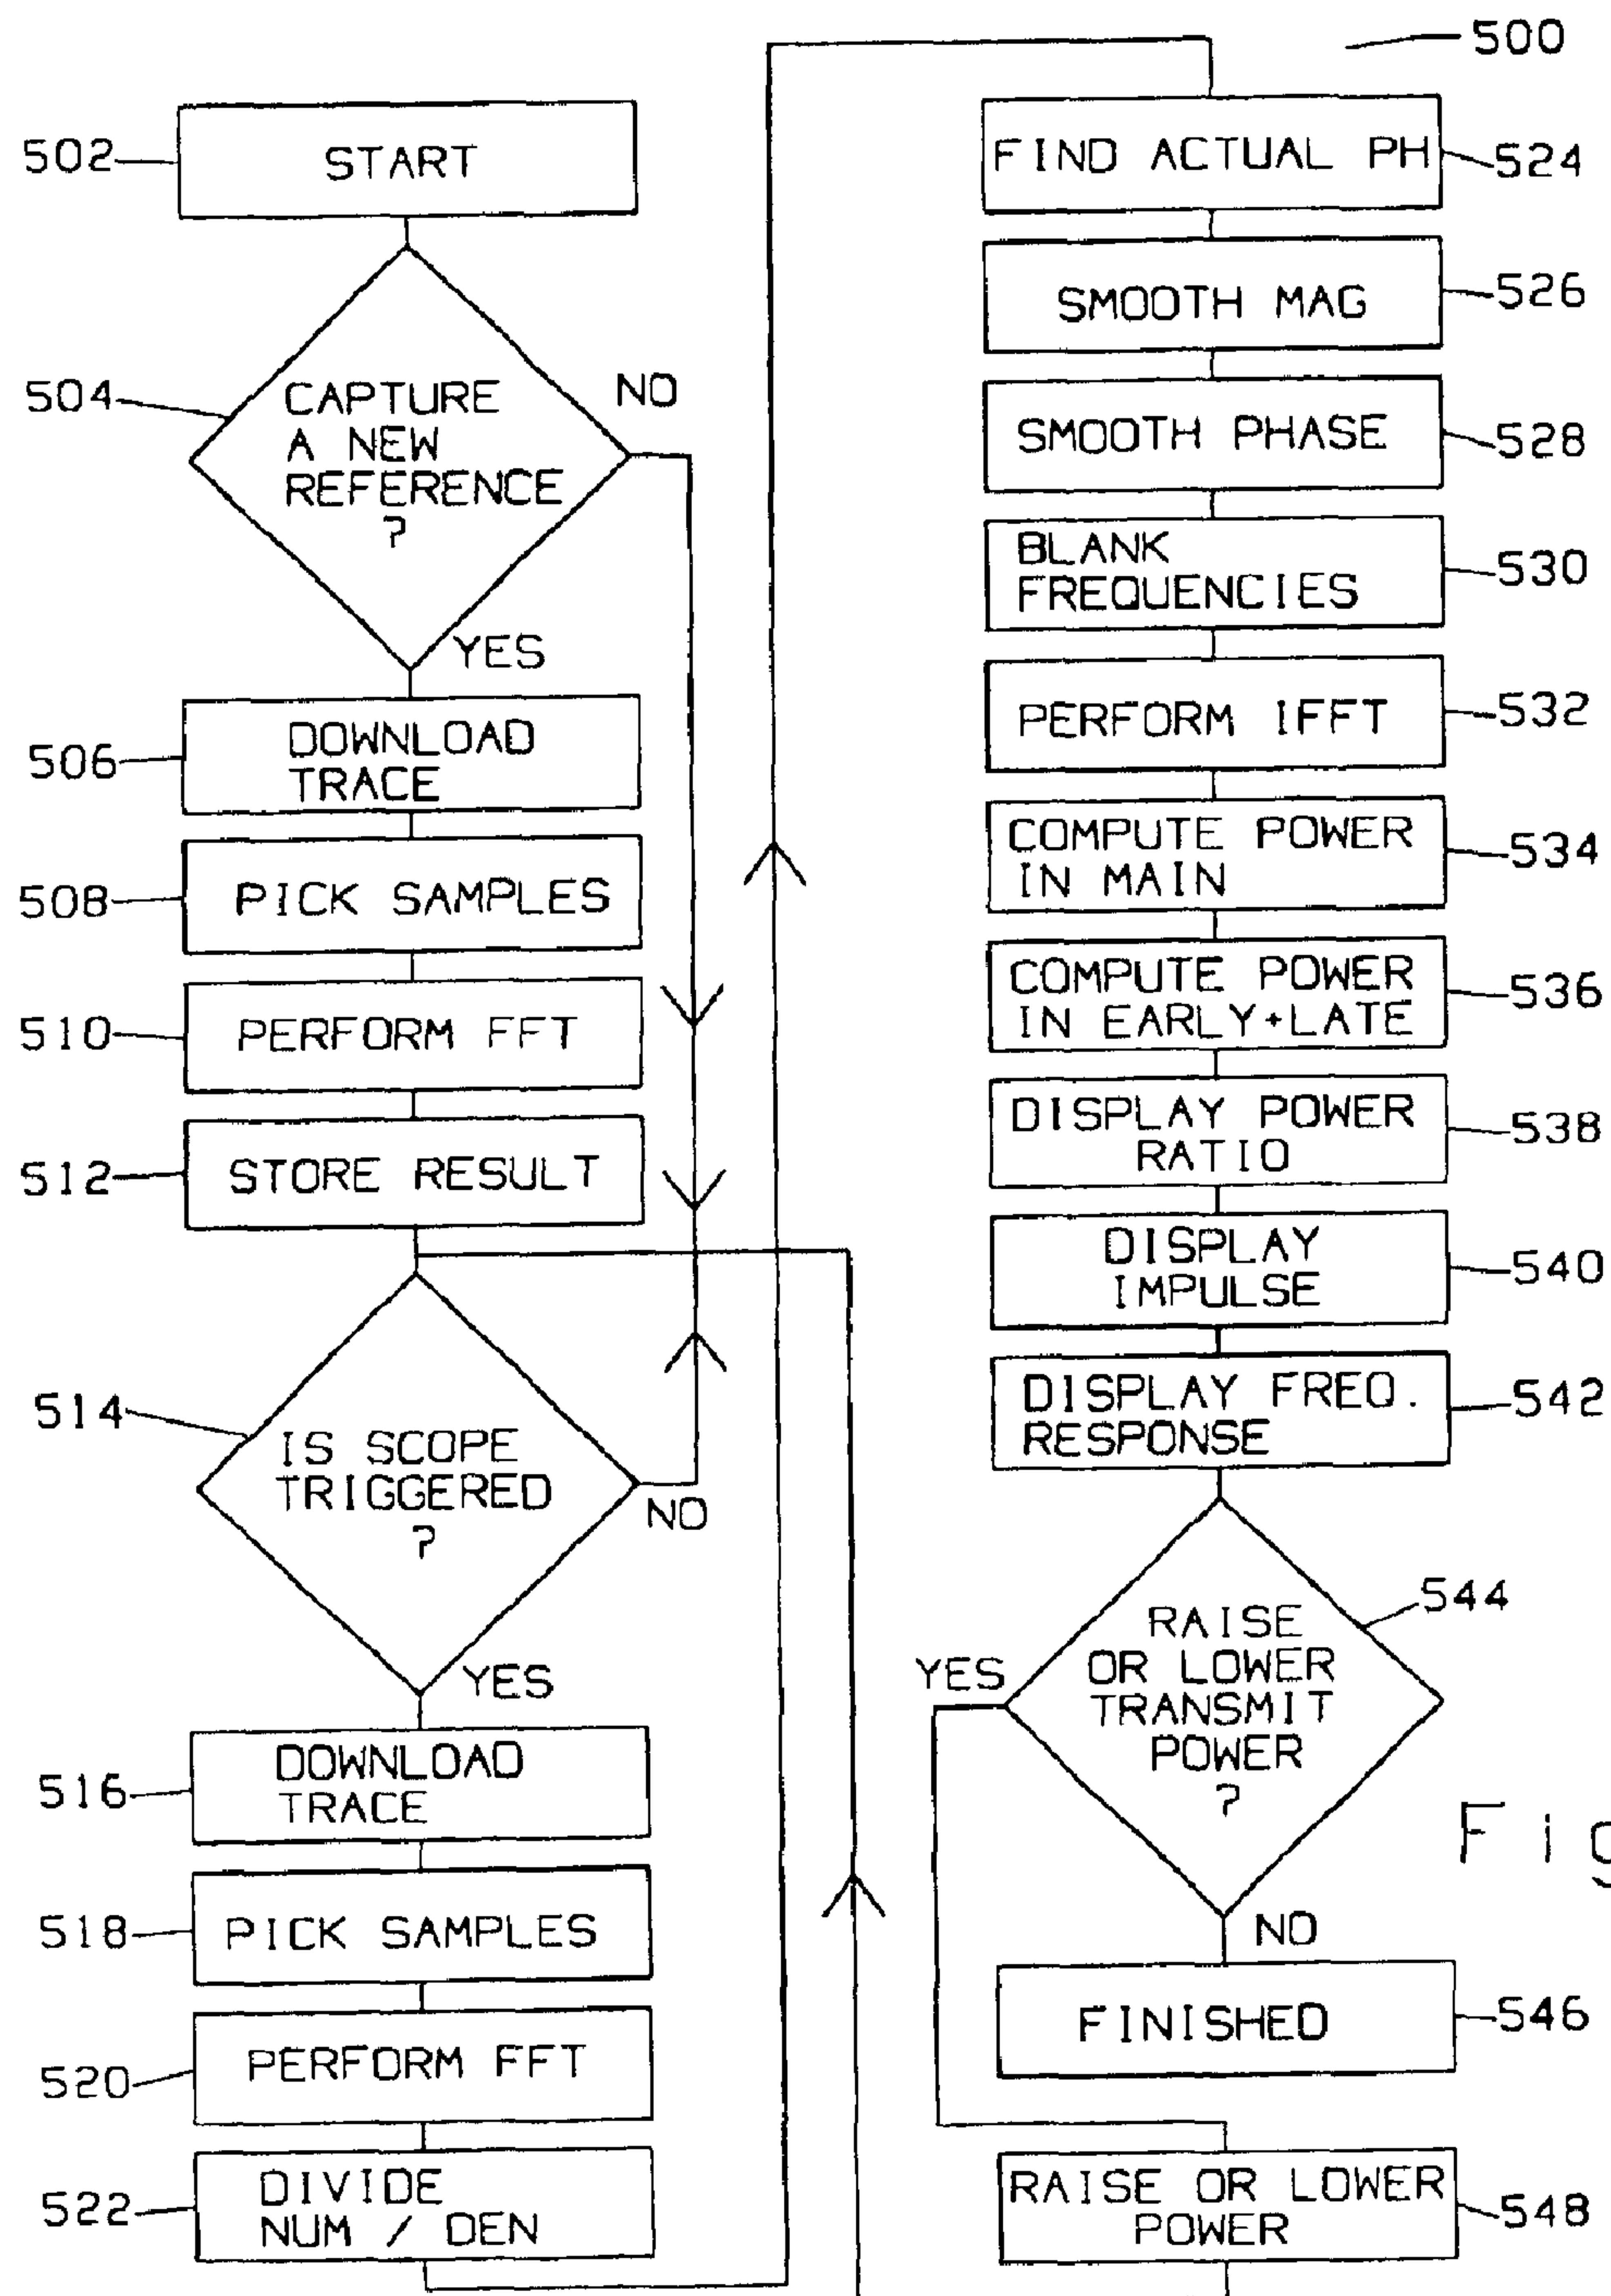 500
502
START
504
CAPTURE
A NEW
REFERENCE
?
NO
YES
506
DOWNLOAD
TRACE
508
PICK SAMPLES
510
PERFORM FFT
512
STORE RESULT
514
IS SCOPE
TRIGGERED
?
NO
YES
516
DOWNLOAD
TRACE
518
PICK SAMPLES
520
PERFORM FFT
522
DIVIDE
NUM / DEN
FIND ACTUAL PH
524
SMOOTH MAG
526
SMOOTH PHASE
528
BLANK
FREQUENCIES
530
PERFORM IFFT
532
COMPUTE POWER
IN MAIN
534
COMPUTE POWER
IN EARLY+LATE
536
DISPLAY POWER
RATIO
538
DISPLAY
IMPULSE
540
DISPLAY FREQ.
RESPONSE
542
544
RAISE
OR LOWER
TRANSMIT
POWER
?
YES
NO
Fig
FINISHED
546
RAISE OR LOWER
POWER
548